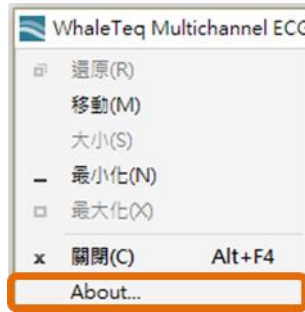 WhaleTeq Multichannel ECG
還原(R)
移動(M)
大小(S)
最小化(N)
最大化(X)
關閉(C) Alt+F4
About...